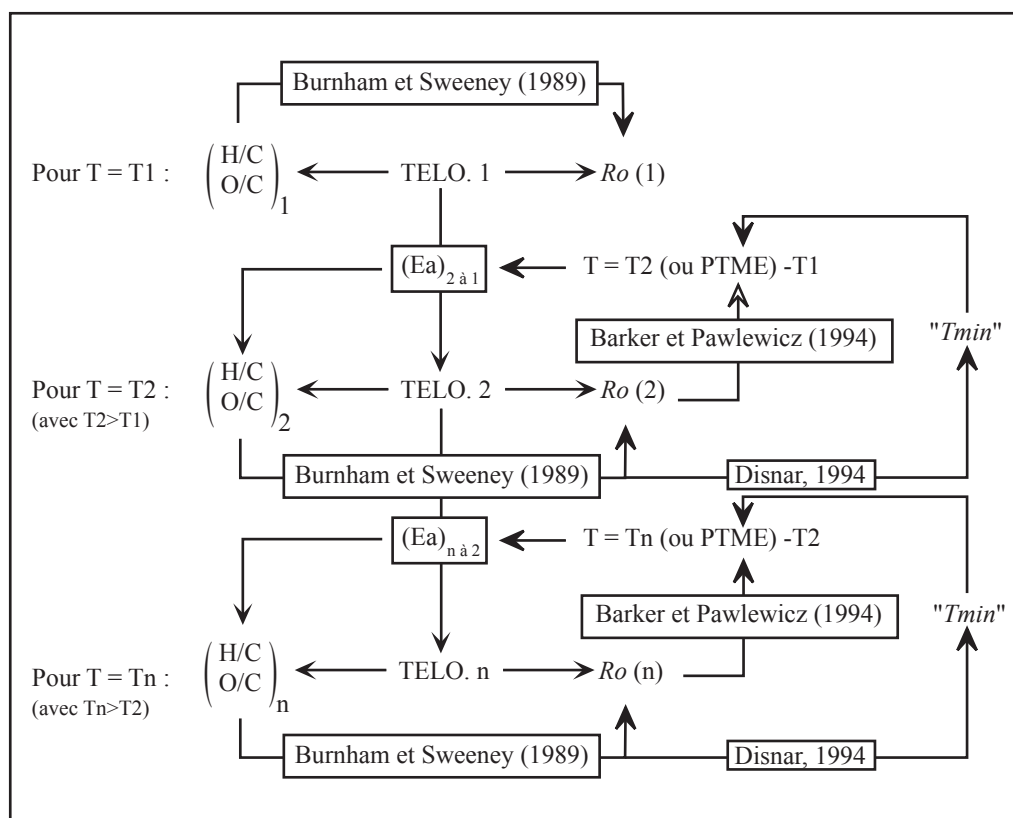 Burnham et Sweeney (1989)
Pour T = T1 :
H/C
O/C
1
TELO. 1
Ro (1)
(Ea) 2 à 1
T = T2 (ou PTME) -T1
Barker et Pawlewicz (1994)
"Tmin"
Pour T = T2 :
(avec T2>T1)
H/C
O/C
2
TELO. 2
Ro (2)
Burnham et Sweeney (1989)
Disnar, 1994
(Ea) n à 2
T = Tn (ou PTME) -T2
Barker et Pawlewicz (1994)
"Tmin"
Pour T = Tn :
(avec Tn>T2)
H/C
O/C
n
TELO. n
Ro (n)
Burnham et Sweeney (1989)
Disnar, 1994